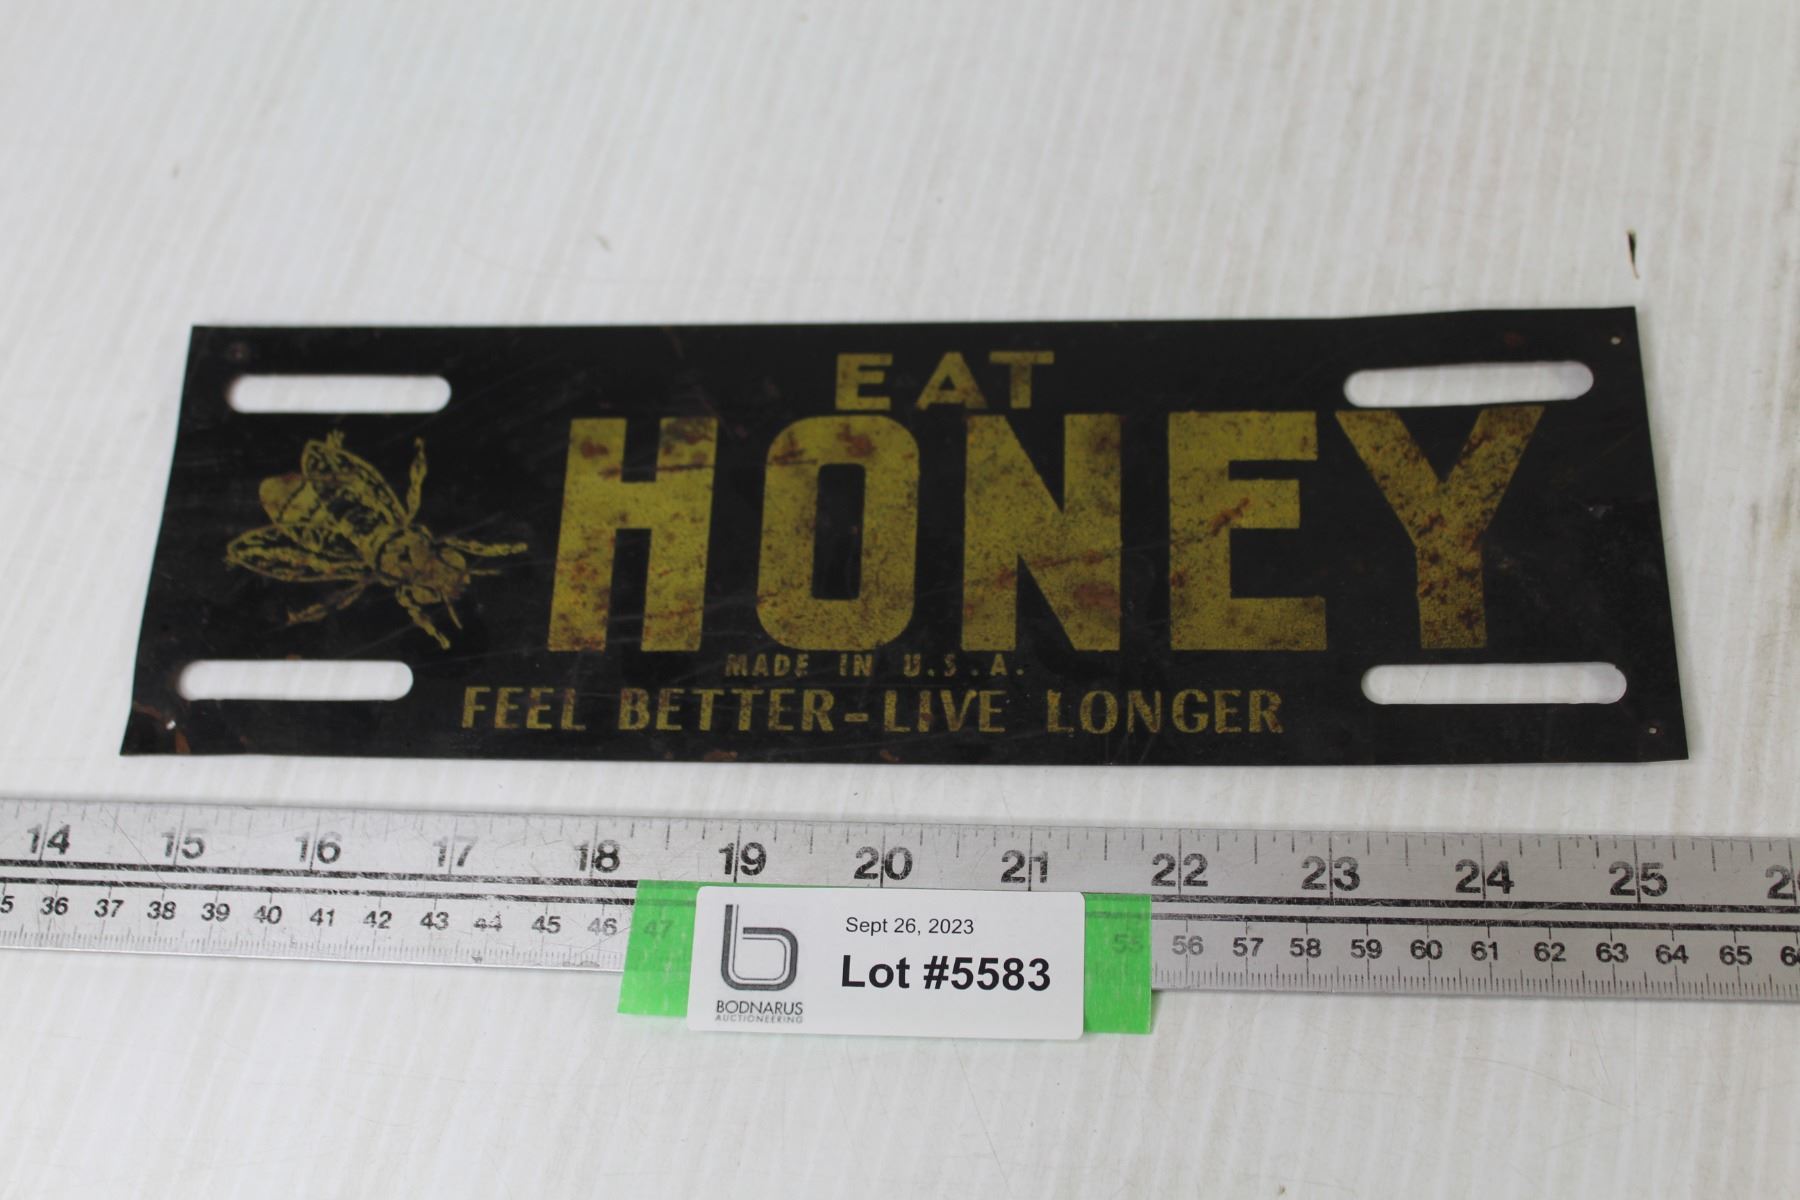 EAT
HONEY
MADE IN U.S.A.
FEEL BETTER-LIVE LONGER
14 15 16 17 18 19 20 21 22 23 24 25
36 37 38 39 40 41 42 43 44 45 46 47 55 56 57 58 59 60 61 62 63 64 65
Sept 26, 2023
Lot #5583
BODNARUS
AUCTIONEERING